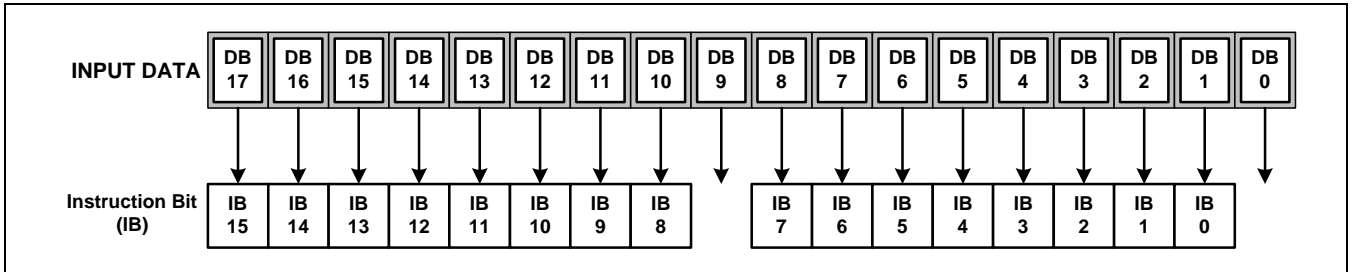 DB DB DB DB DB DB DB DB DB DB DB DB DB DB DB DB DB DB
INPUT DATA 17 16 15 14 13 12 11 10 9 8 7 6 5 4 3 2 1 0
Instruction Bit IB IB IB IB IB IB IB IB IB IB IB IB IB IB IB IB
(IB) 15 14 13 12 11 10 9 8 7 6 5 4 3 2 1 0